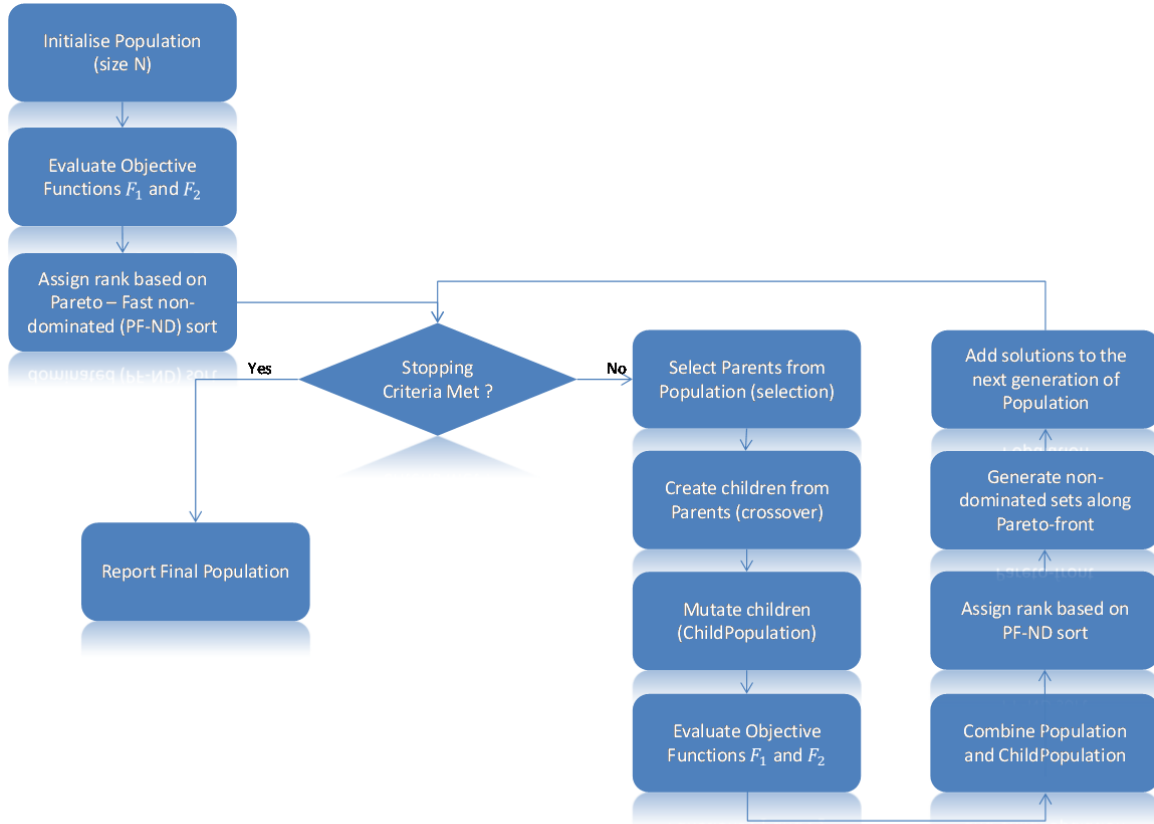 Initialise Population
(size N)
Evaluate Objective
Functions F₁ and F₂
Assign rank based on
Pareto – Fast non-
dominated (PF-ND) sort
Yes
Stopping
Criteria Met ?
No
Report Final Population
Select Parents from
Population (selection)
Create children from
Parents (crossover)
Mutate children
(ChildPopulation)
Evaluate Objective
Functions F₁ and F₂
Combine Population
and ChildPopulation
Assign rank based on
PF-ND sort
Generate non-
dominated sets along
Pareto-front
Add solutions to the
next generation of
Population